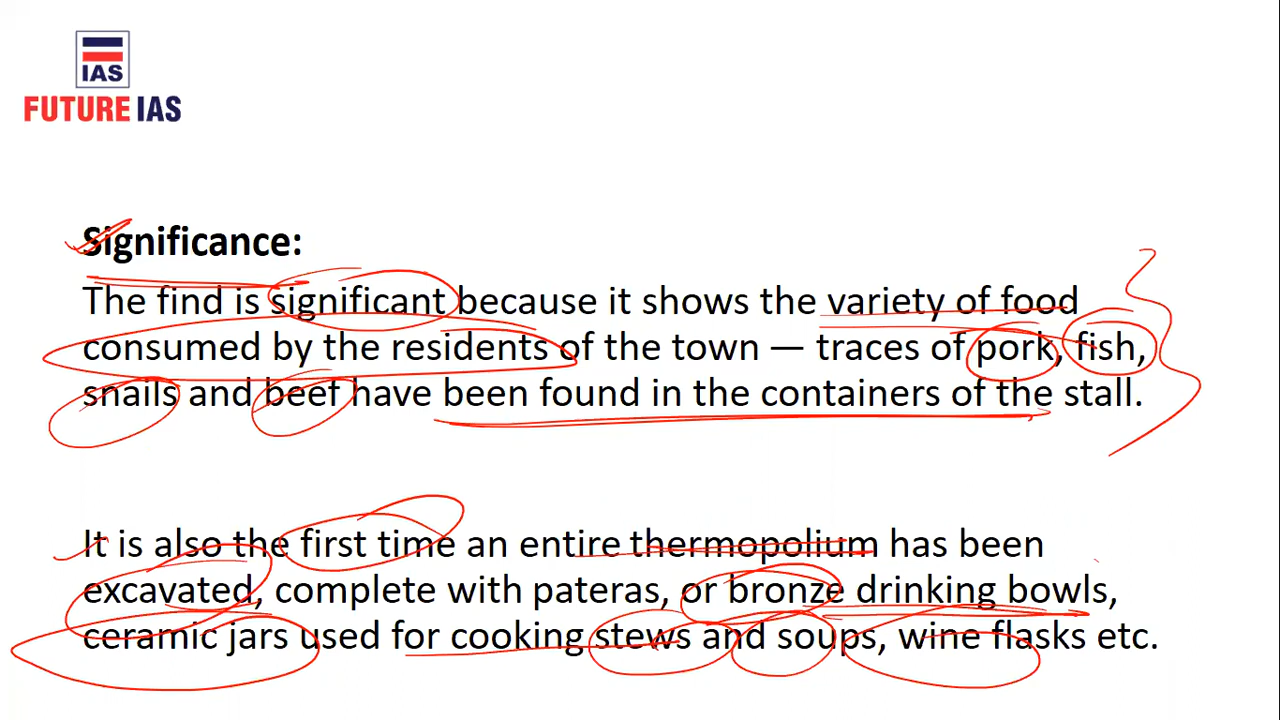 IAS
FUTURE IAS
Significance:
The find is significant because it shows the variety of food
consumed by the residents of the town — traces of pork, fish,
snails and beef have been found in the containers of the stall.
It is also the first time an entire thermopolium has been
excavated, complete with pateras, or bronze drinking bowls,
ceramic jars used for cooking stews and soups, wine flasks etc.